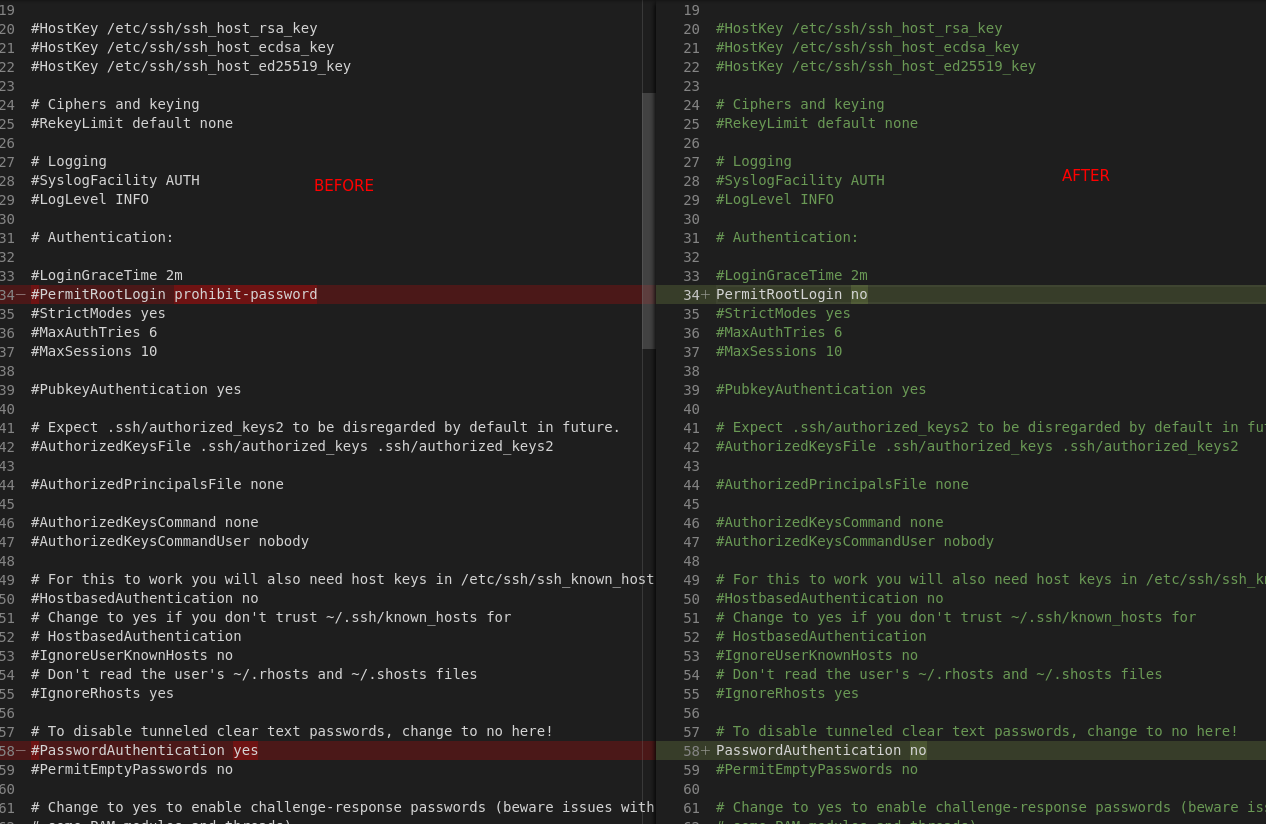 19
20 #HostKey /etc/ssh/ssh_host_rsa_key
21 #HostKey /etc/ssh/ssh_host_ecdsa_key
22 #HostKey /etc/ssh/ssh_host_ed25519_key
23
24 # Ciphers and keying
25 #RekeyLimit default none
26
27 # Logging
28 #SyslogFacility AUTH
BEFORE
29 #LogLevel INFO
30
31 # Authentication:
32
33 #LoginGraceTime 2m
34— #PermitRootLogin prohibit-password
35 #StrictModes yes
36 #MaxAuthTries 6
37 #MaxSessions 10
38
39 #PubkeyAuthentication yes
40
41 # Expect .ssh/authorized_keys2 to be disregarded by default in future.
42 #AuthorizedKeysFile .ssh/authorized_keys .ssh/authorized_keys2
43
44 #AuthorizedPrincipalsFile none
45
46 #AuthorizedKeysCommand none
47 #AuthorizedKeysCommandUser nobody
48
49 # For this to work you will also need host keys in /etc/ssh/ssh_known_host
50 #HostbasedAuthentication no
51 # Change to yes if you don't trust ~/.ssh/known_hosts for
52 # HostbasedAuthentication
53 #IgnoreUserKnownHosts no
54 # Don't read the user's ~/.rhosts and ~/.shosts files
55 #IgnoreRhosts yes
56
57 # To disable tunneled clear text passwords, change to no here!
58— #PasswordAuthentication yes
59 #PermitEmptyPasswords no
60
61 # Change to yes to enable challenge-response passwords (beware issues with
19
20 #HostKey /etc/ssh/ssh_host_rsa_key
21 #HostKey /etc/ssh/ssh_host_ecdsa_key
22 #HostKey /etc/ssh/ssh_host_ed25519_key
23
24 # Ciphers and keying
25 #RekeyLimit default none
26
27 # Logging
AFTER
28 #SyslogFacility AUTH
29 #LogLevel INFO
30
31 # Authentication:
32
33 #LoginGraceTime 2m
34+ PermitRootLogin no
35 #StrictModes yes
36 #MaxAuthTries 6
37 #MaxSessions 10
38
39 #PubkeyAuthentication yes
40
41 # Expect .ssh/authorized_keys2 to be disregarded by default in fu
42 #AuthorizedKeysFile .ssh/authorized_keys .ssh/authorized_keys2
43
44 #AuthorizedPrincipalsFile none
45
46 #AuthorizedKeysCommand none
47 #AuthorizedKeysCommandUser nobody
48
49 # For this to work you will also need host keys in /etc/ssh/ssh_k
50 #HostbasedAuthentication no
51 # Change to yes if you don't trust ~/.ssh/known_hosts for
52 # HostbasedAuthentication
53 #IgnoreUserKnownHosts no
54 # Don't read the user's ~/.rhosts and ~/.shosts files
55 #IgnoreRhosts yes
56
57 # To disable tunneled clear text passwords, change to no here!
58+ PasswordAuthentication no
59 #PermitEmptyPasswords no
60
61 # Change to yes to enable challenge-response passwords (beware is